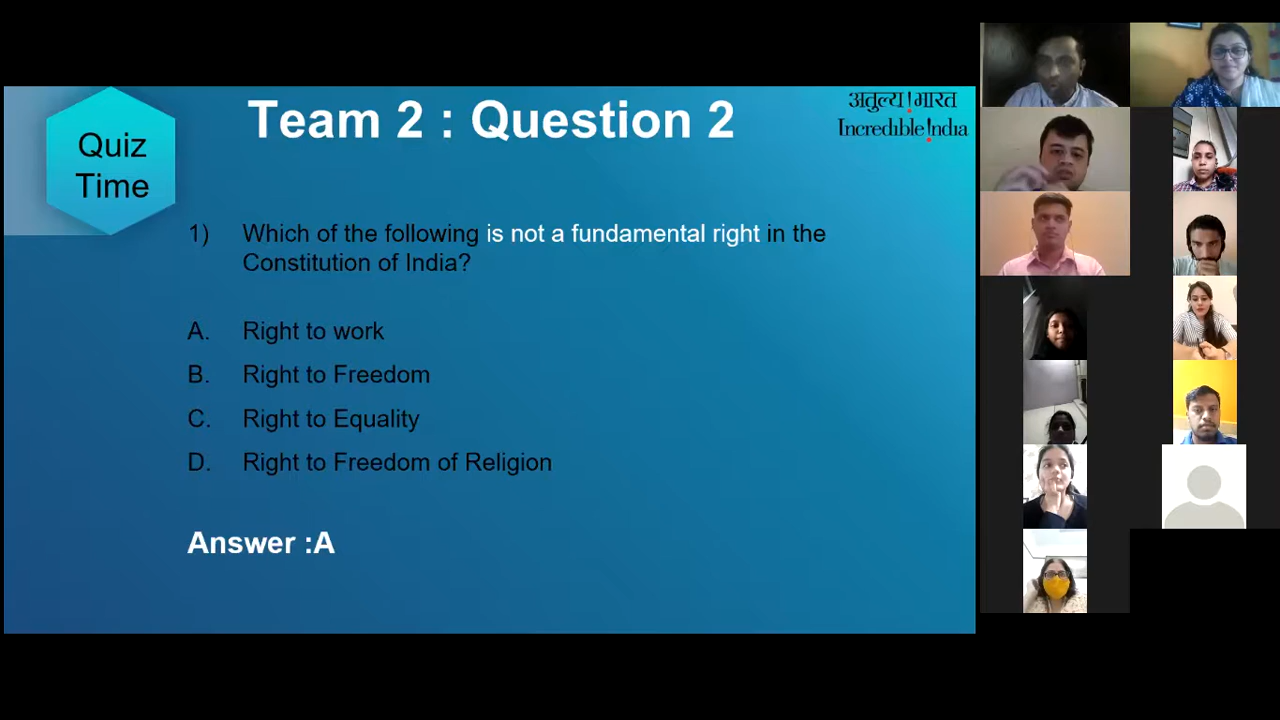 Quiz
Time
Team 2 : Question 2
अतुल्य ! भारत
Incredible !ndia
1) Which of the following is not a fundamental right in the
Constitution of India?
A. Right to work
B. Right to Freedom
C. Right to Equality
D. Right to Freedom of Religion
Answer :A